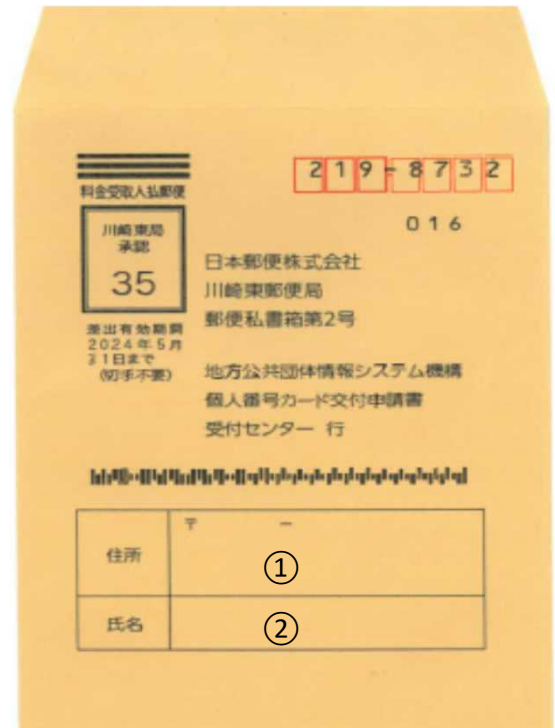 料金受取人払郵便
川崎東局
承認
35
差出有効期間
2024年5月
31日まで
(切手不要)
219-8732
016
日本郵便株式会社
川崎東郵便局
郵便私書箱第2号
地方公共団体情報システム機構
個人番号カード交付申請書
受付センター 行
住所
〒 ー
①
氏名
②